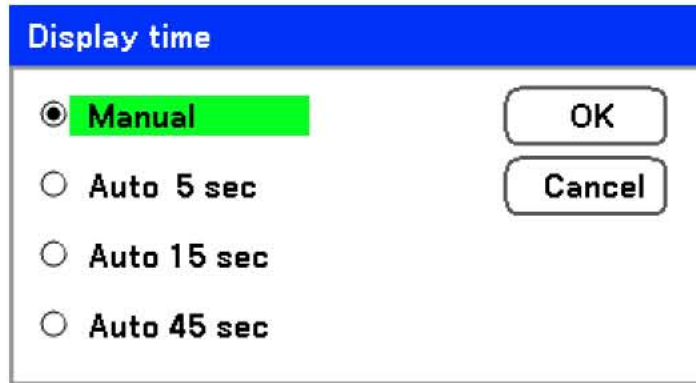 Display time
Manual
OK
Auto 5 sec
Cancel
Auto 15 sec
Auto 45 sec